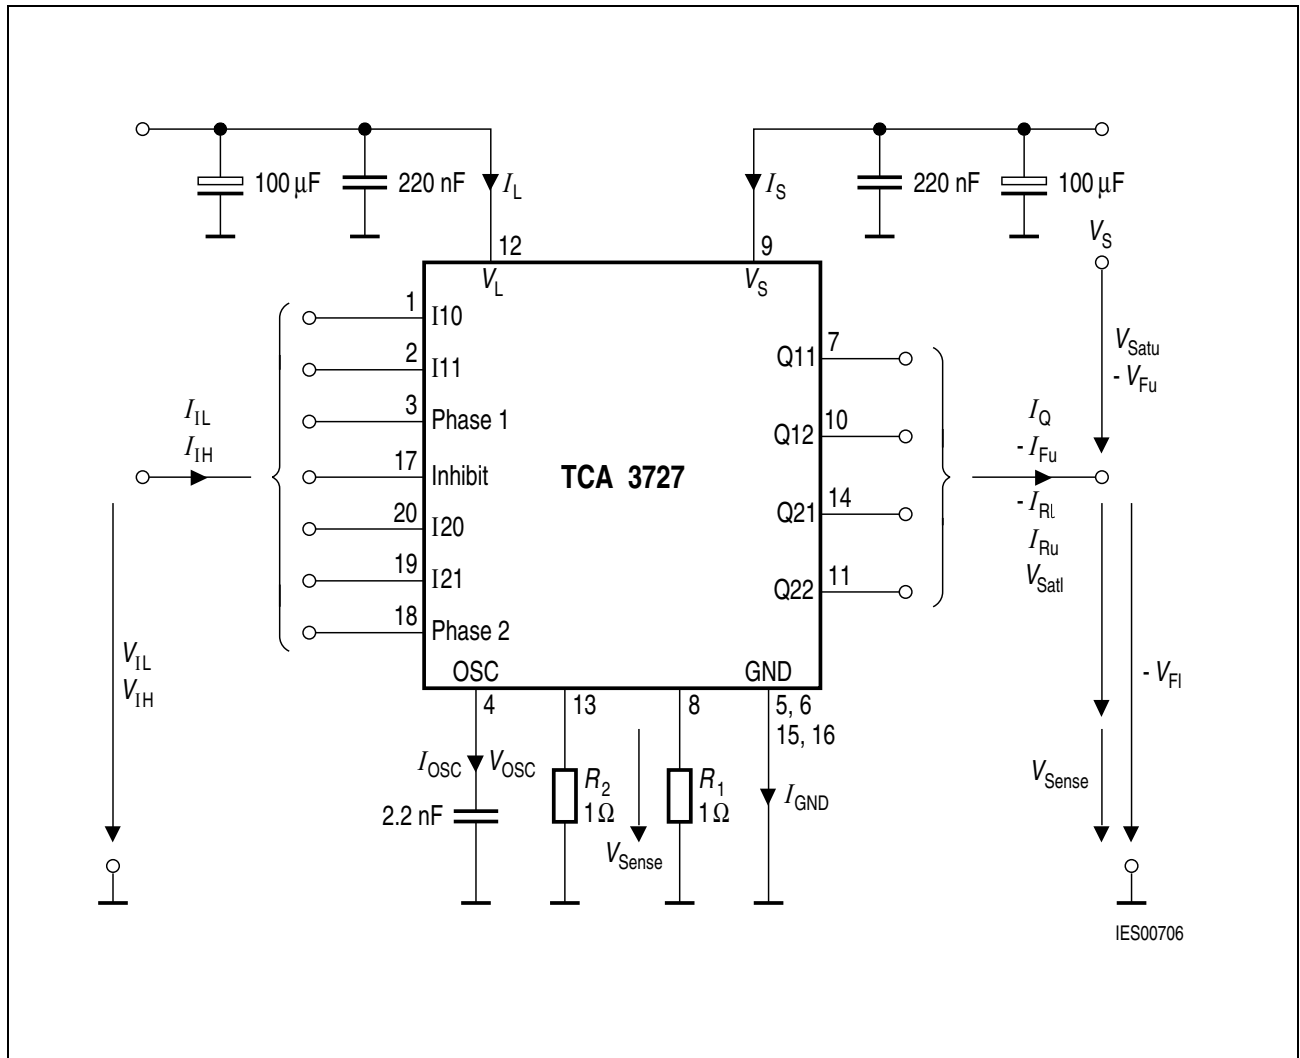 100 µF
220 nF
I_L
I_S
220 nF
100 µF
12
9
V_S
V_L
V_S
1
I10
2
I11
3
Phase 1
17
Inhibit
20
I20
19
I21
18
Phase 2
I_IL
I_IH
TCA 3727
7
Q11
10
Q12
14
Q21
11
Q22
V_Satu
- V_Fu
I_Q
- I_Fu
- I_Rl
I_Ru
V_Satl
V_IL
V_IH
OSC
GND
4
13
8
5, 6
15, 16
- V_Fl
I_OSC
V_OSC
2.2 nF
R_2
1 Ω
V_Sense
R_1
1 Ω
I_GND
V_Sense
IES00706